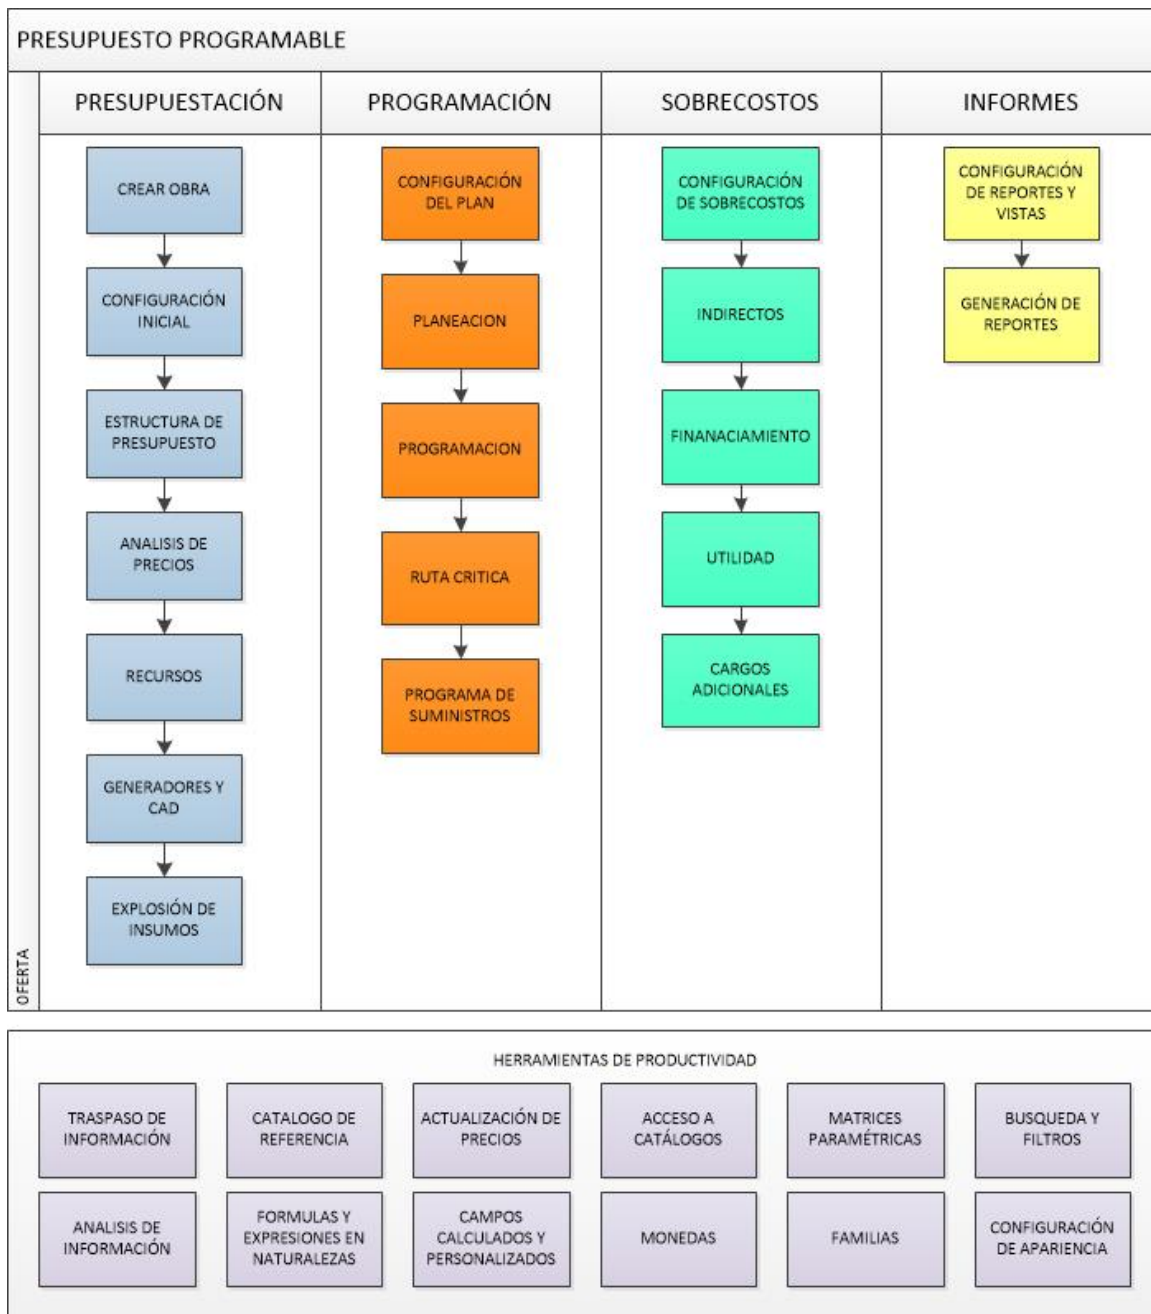 PRESUPUESTO PROGRAMABLE
PRESUPUESTACIÓN
PROGRAMACIÓN
SOBRECOSTOS
INFORMES
OFERTA
CREAR OBRA
CONFIGURACIÓN
INICIAL
ESTRUCTURA DE
PRESUPUESTO
ANALISIS DE
PRECIOS
RECURSOS
GENERADORES Y
CAD
EXPLOSIÓN DE
INSUMOS
CONFIGURACIÓN
DEL PLAN
PLANEACION
PROGRAMACION
RUTA CRITICA
PROGRAMA DE
SUMINISTROS
CONFIGURACIÓN
DE SOBRECOSTOS
INDIRECTOS
FINANACIAMIENTO
UTILIDAD
CARGOS
ADICIONALES
CONFIGURACIÓN
DE REPORTES Y
VISTAS
GENERACIÓN DE
REPORTES
HERRAMIENTAS DE PRODUCTIVIDAD
TRASPASO DE
INFORMACIÓN
CATALOGO DE
REFERENCIA
ACTUALIZACIÓN DE
PRECIOS
ACCESO A
CATÁLOGOS
MATRICES
PARAMÉTRICAS
BUSQUEDA Y
FILTROS
ANALISIS DE
INFORMACIÓN
FORMULAS Y
EXPRESIONES EN
NATURALEZAS
CAMPOS
CALCULADOS Y
PERSONALIZADOS
MONEDAS
FAMILIAS
CONFIGURACIÓN
DE APARIENCIA